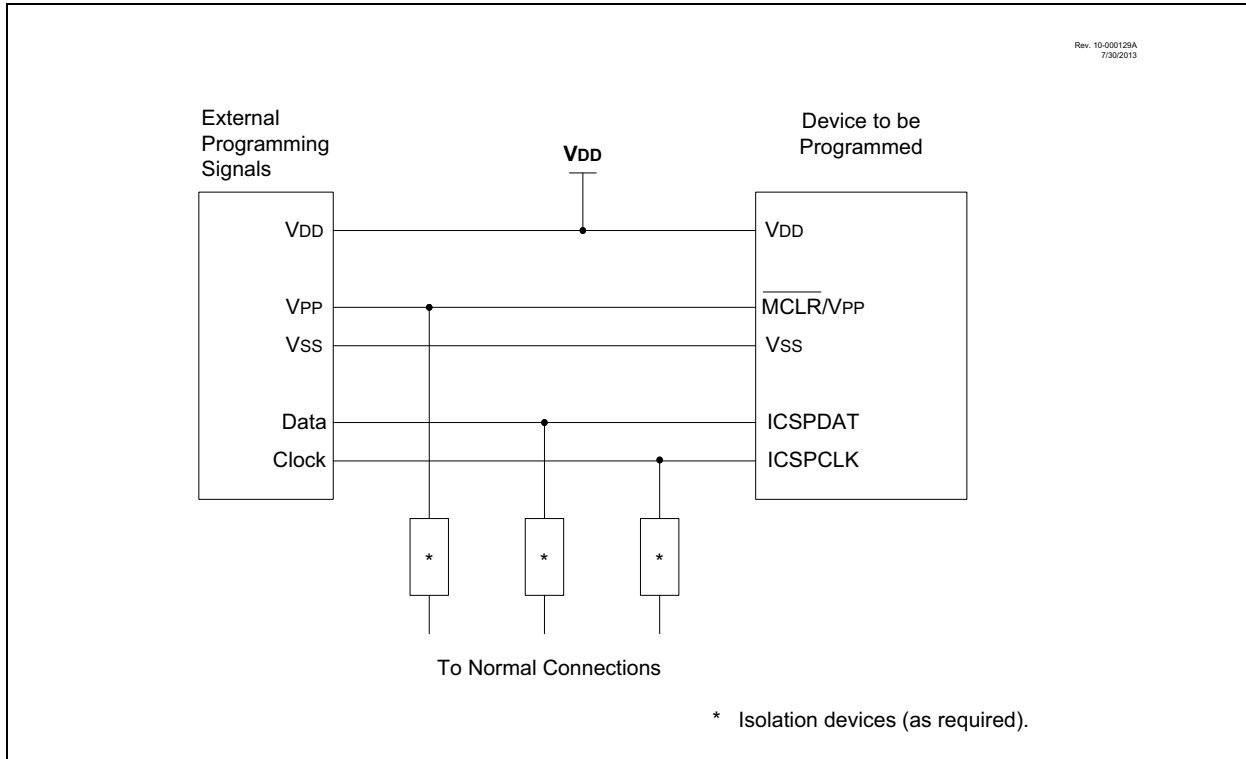 Rev. 10-000129A
7/30/2013
External
Programming
Signals
Device to be
Programmed
VDD
VDD
VDD
VPP
MCLR/VPP
VSS
VSS
Data
ICSPDAT
Clock
ICSPCLK
*
*
*
To Normal Connections
* Isolation devices (as required).